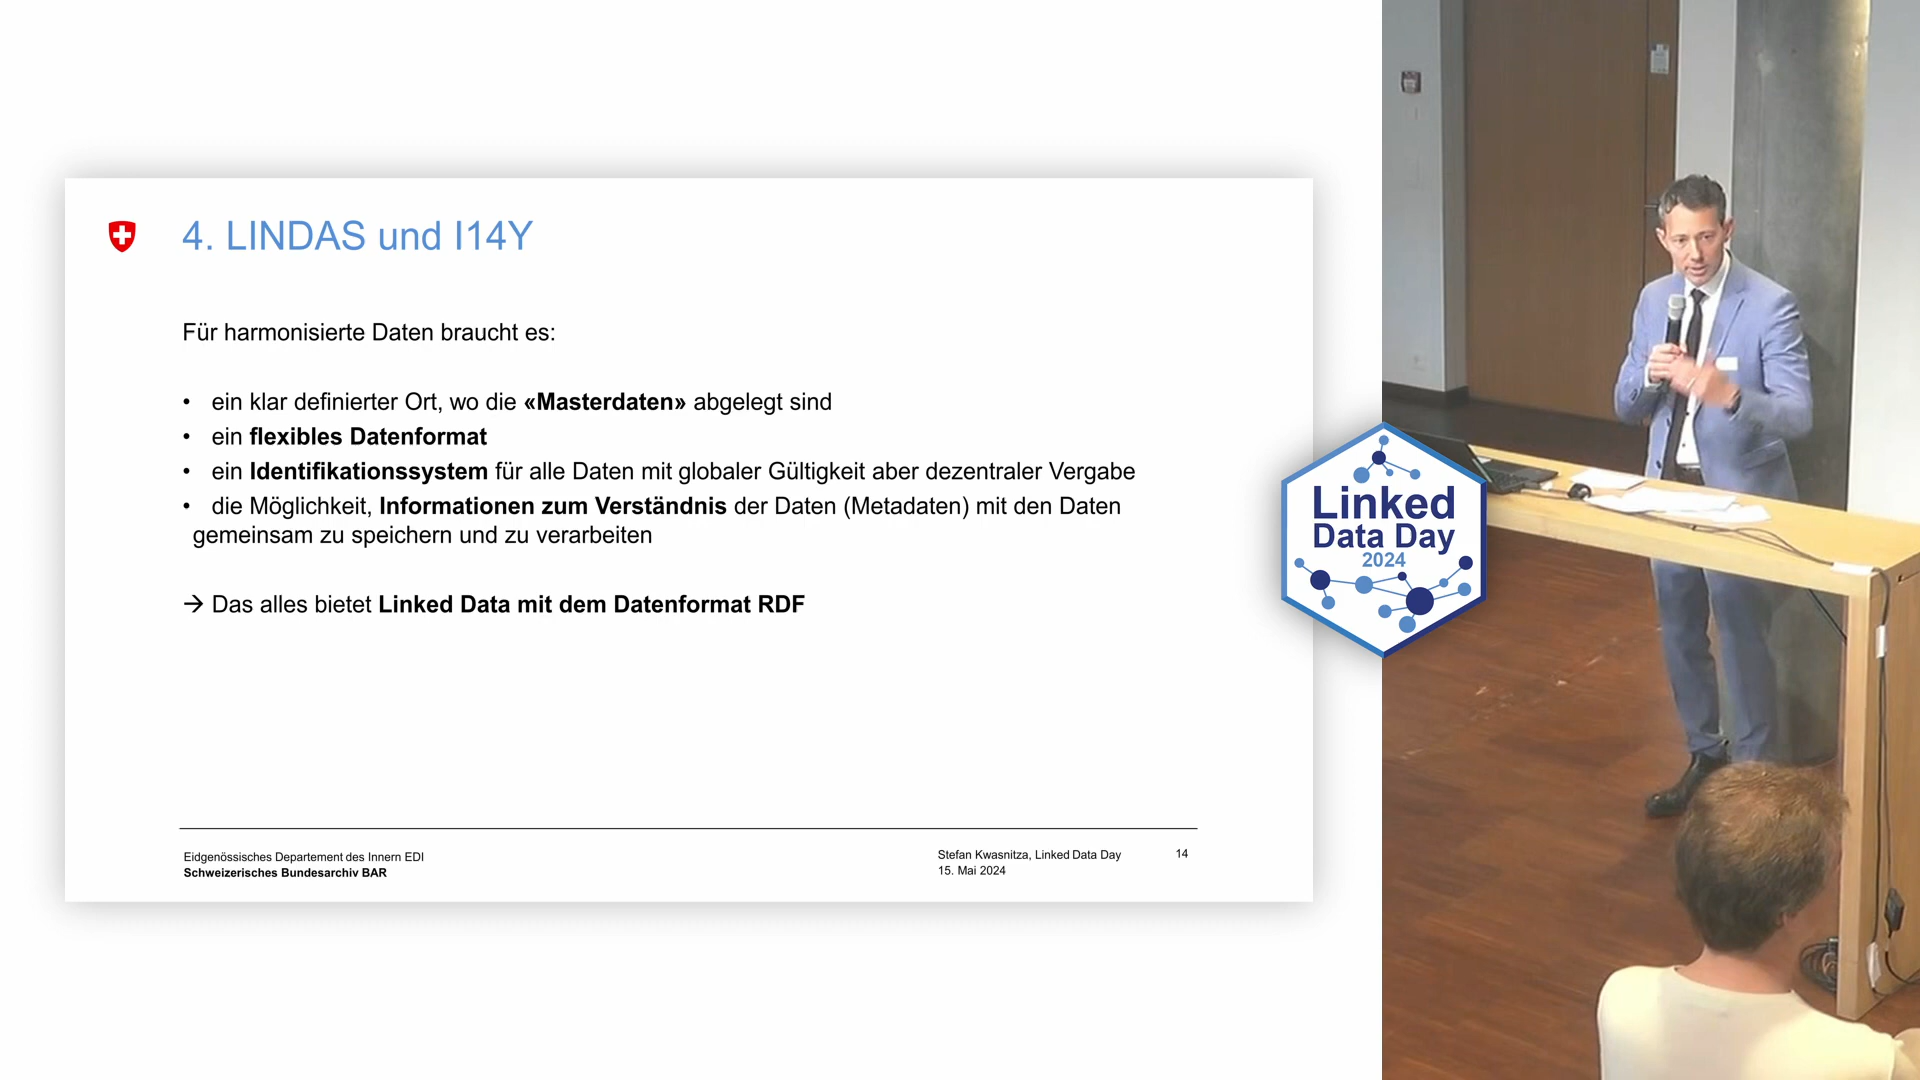 4. LINDAS und I14Y
Für harmonisierte Daten braucht es:
• ein klar definierter Ort, wo die «Masterdaten» abgelegt sind
• ein flexibles Datenformat
• ein Identifikationssystem für alle Daten mit globaler Gültigkeit aber dezentraler Vergabe
• die Möglichkeit, Informationen zum Verständnis der Daten (Metadaten) mit den Daten
gemeinsam zu speichern und zu verarbeiten
→ Das alles bietet Linked Data mit dem Datenformat RDF
Eidgenössisches Departement des Innern EDI
Schweizerisches Bundesarchiv BAR
Stefan Kwasnitza, Linked Data Day
15. Mai 2024
14
Linked
Data Day
2024